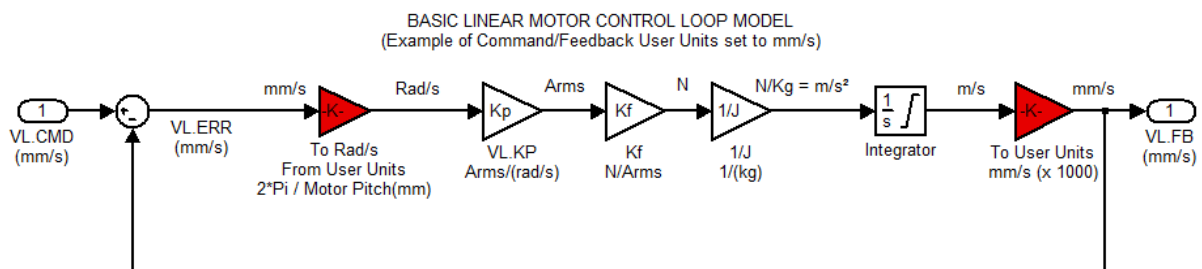 BASIC LINEAR MOTOR CONTROL LOOP MODEL
(Example of Command/Feedback User Units set to mm/s)
mm/s
Rad/s
Arms
N
N/Kg = m/s²
m/s
mm/s
1
+
-
-K-
Kp
Kf
1/J
1
s
-K-
1
VL.CMD
(mm/s)
VL.ERR
(mm/s)
To Rad/s
From User Units
2*Pi / Motor Pitch(mm)
VL.KP
Arms/(rad/s)
Kf
N/Arms
1/J
1/(kg)
Integrator
To User Units
mm/s (x 1000)
VL.FB
(mm/s)